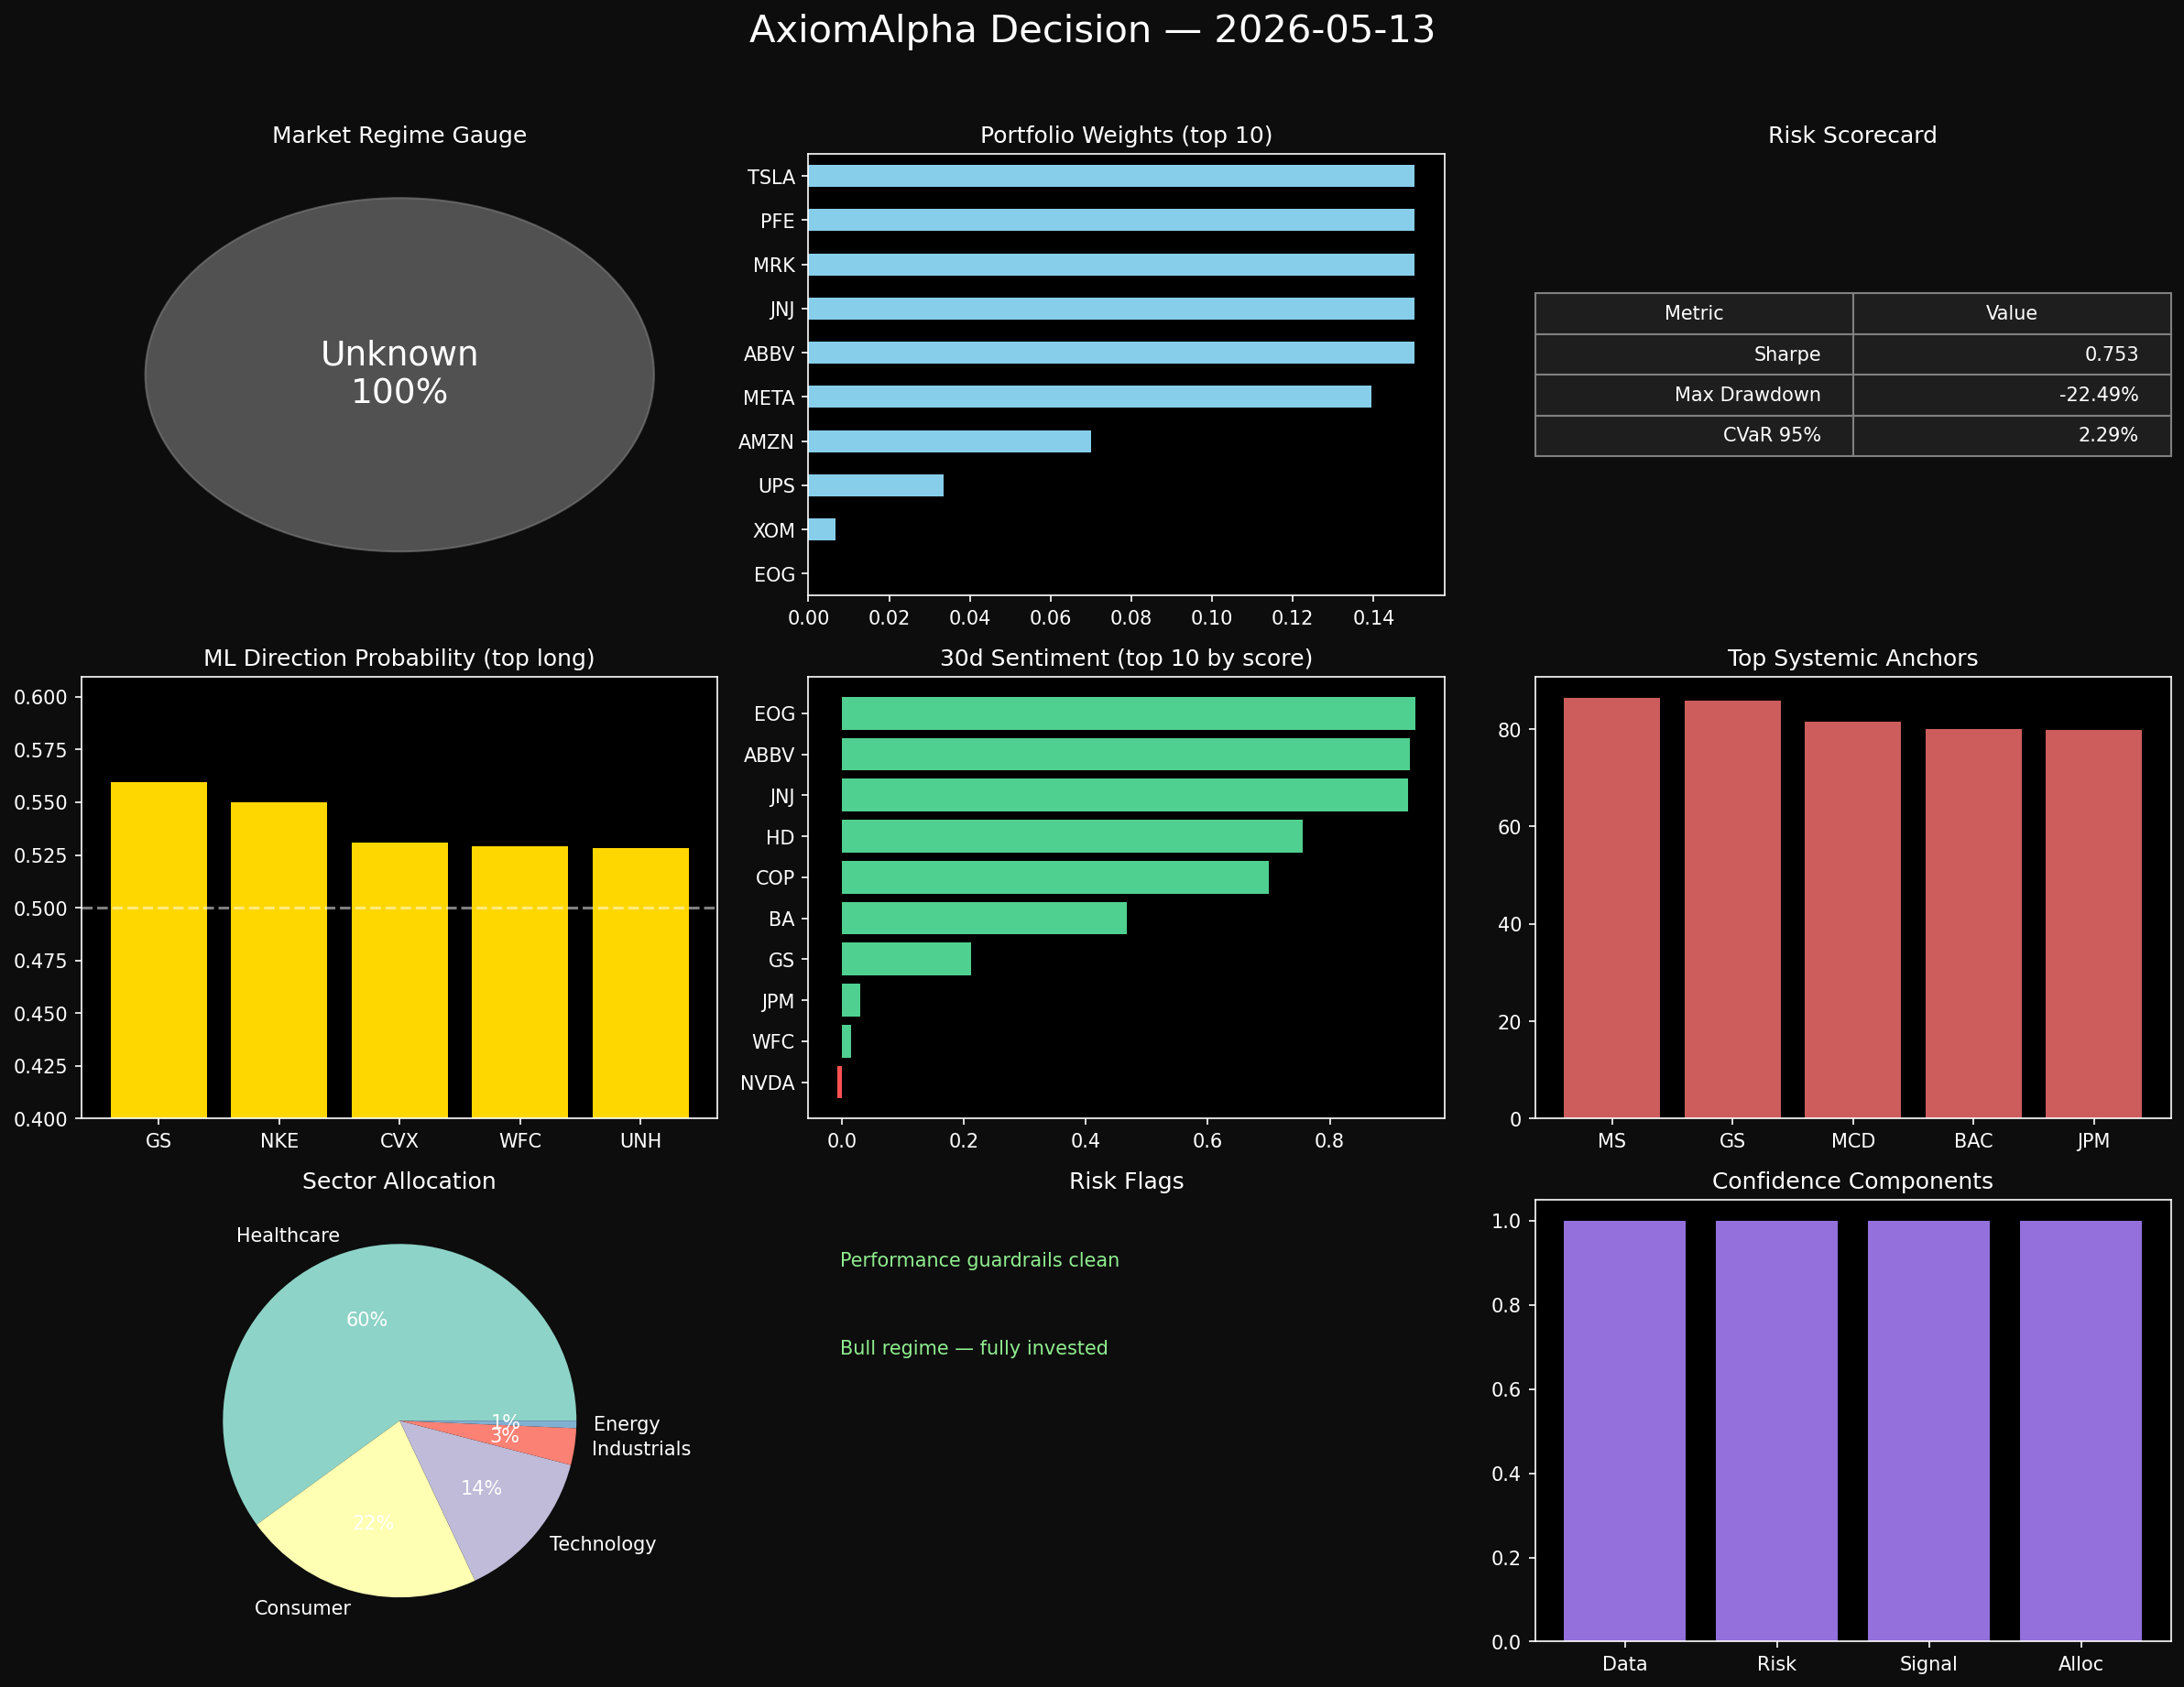 AxiomAlpha Decision — 2026-05-13
Market Regime Gauge
Unknown
100%
Portfolio Weights (top 10)
TSLA
PFE
MRK
JNJ
ABBV
META
AMZN
UPS
XOM
EOG
0.00 0.02 0.04 0.06 0.08 0.10 0.12 0.14
Risk Scorecard
Metric Value
Sharpe 0.753
Max Drawdown -22.49%
CVaR 95% 2.29%
ML Direction Probability (top long)
0.600
0.575
0.550
0.525
0.500
0.475
0.450
0.425
0.400
GS NKE CVX WFC UNH
30d Sentiment (top 10 by score)
EOG
ABBV
JNJ
HD
COP
BA
GS
JPM
WFC
NVDA
0.0 0.2 0.4 0.6 0.8
Top Systemic Anchors
80
60
40
20
0
MS GS MCD BAC JPM
Sector Allocation
Healthcare
60%
1%
Energy
3%
Industrials
14%
22%
Technology
Consumer
Risk Flags
Performance guardrails clean
Bull regime — fully invested
Confidence Components
1.0
0.8
0.6
0.4
0.2
0.0
Data Risk Signal Alloc